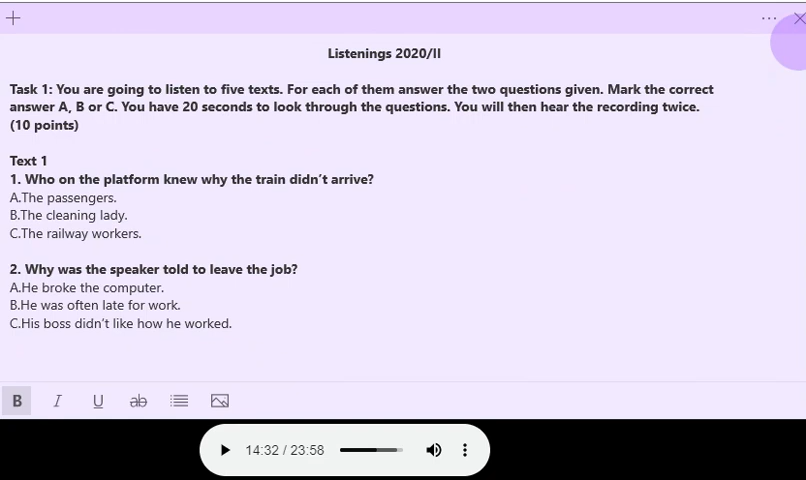 Listenings 2020/II
Task 1: You are going to listen to five texts. For each of them answer the two questions given. Mark the correct
answer A, B or C. You have 20 seconds to look through the questions. You will then hear the recording twice.
(10 points)
Text 1
1. Who on the platform knew why the train didn't arrive?
A.The passengers.
B.The cleaning lady.
C.The railway workers.
2. Why was the speaker told to leave the job?
A.He broke the computer.
B.He was often late for work.
C.His boss didn't like how he worked.
B I U ab
14:32 / 23:58